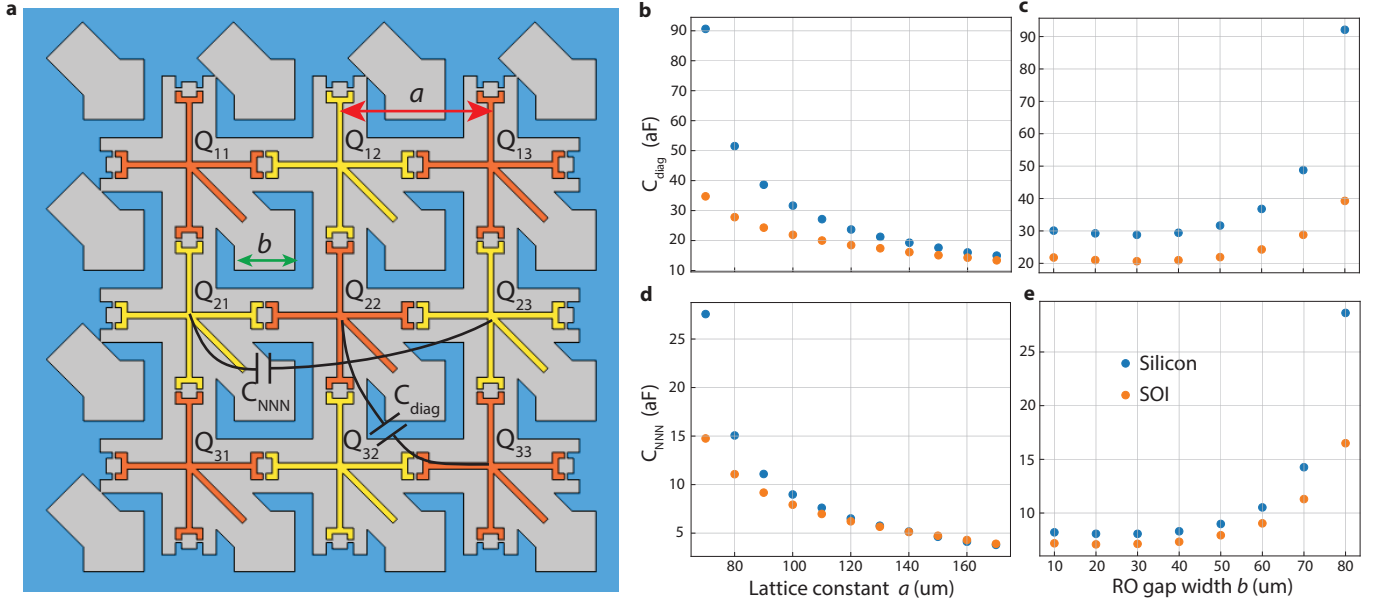 a
a
Q11
Q12
Q13
b
Q21
Q22
Q23
CNNN
Cdiag
Q31
Q32
Q33
b
Cdiag (aF)
90
80
70
60
50
40
30
20
10
c
90
80
70
60
50
40
30
20
d
CNNN (aF)
25
20
15
10
5
80 100 120 140 160
Lattice constant a (um)
e
25
20
15
10
Silicon
SOI
10 20 30 40 50 60 70 80
RO gap width b (um)